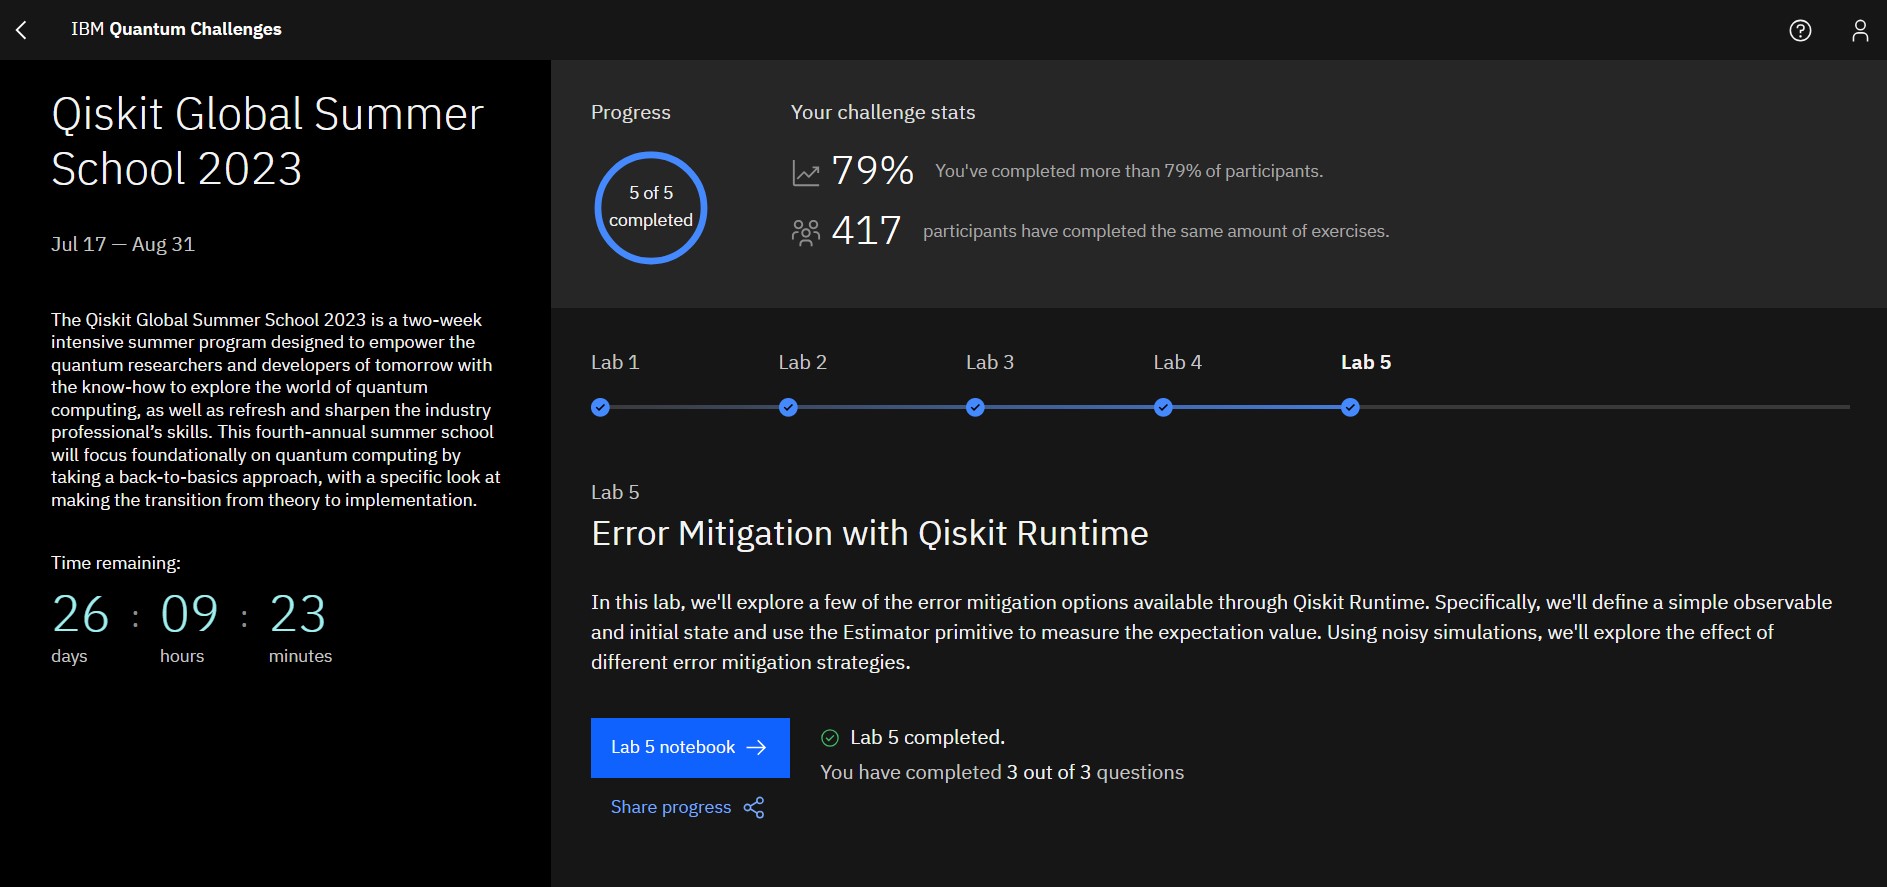 IBM Quantum Challenges
Qiskit Global Summer
School 2023
Jul 17 — Aug 31
The Qiskit Global Summer School 2023 is a two-week
intensive summer program designed to empower the
quantum researchers and developers of tomorrow with
the know-how to explore the world of quantum
computing, as well as refresh and sharpen the industry
professional’s skills. This fourth-annual summer school
will focus foundationally on quantum computing by
taking a back-to-basics approach, with a specific look at
making the transition from theory to implementation.
Time remaining:
26 : 09 : 23
days hours minutes
Progress
5 of 5
completed
Your challenge stats
79% You've completed more than 79% of participants.
417 participants have completed the same amount of exercises.
Lab 1 Lab 2 Lab 3 Lab 4 Lab 5
Lab 5
Error Mitigation with Qiskit Runtime
In this lab, we'll explore a few of the error mitigation options available through Qiskit Runtime. Specifically, we'll define a simple observable
and initial state and use the Estimator primitive to measure the expectation value. Using noisy simulations, we'll explore the effect of
different error mitigation strategies.
Lab 5 notebook
Lab 5 completed.
You have completed 3 out of 3 questions
Share progress